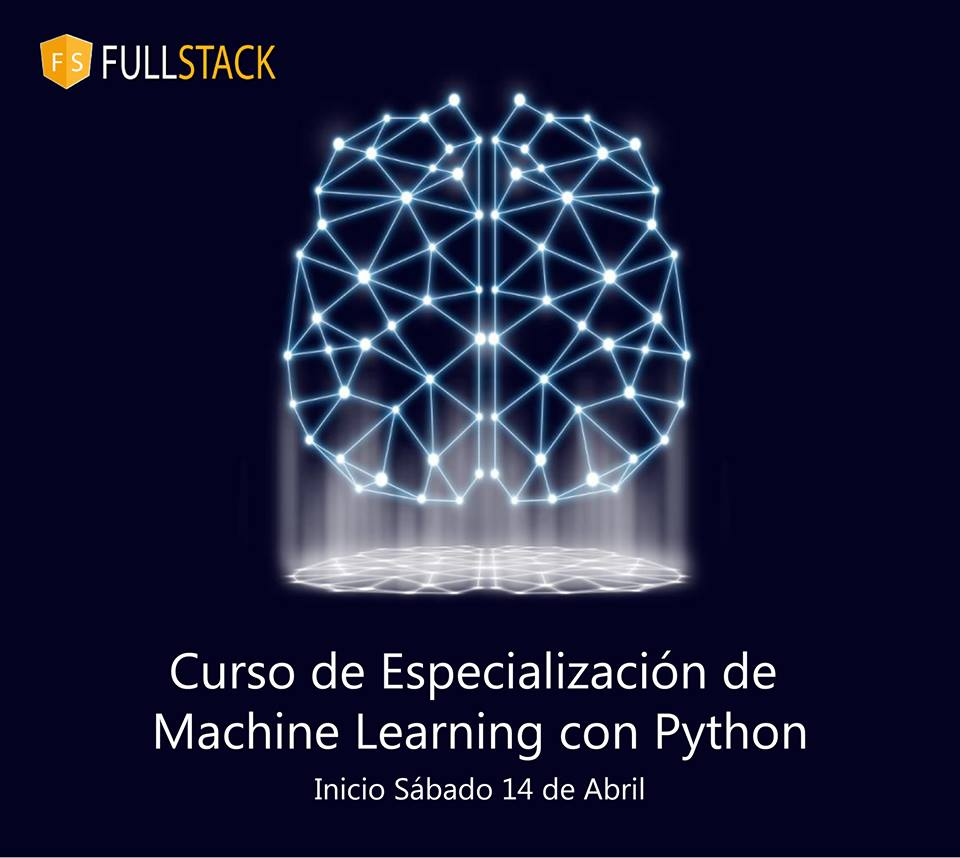 FS FULLSTACK
Curso de Especialización de
Machine Learning con Python
Inicio Sábado 14 de Abril